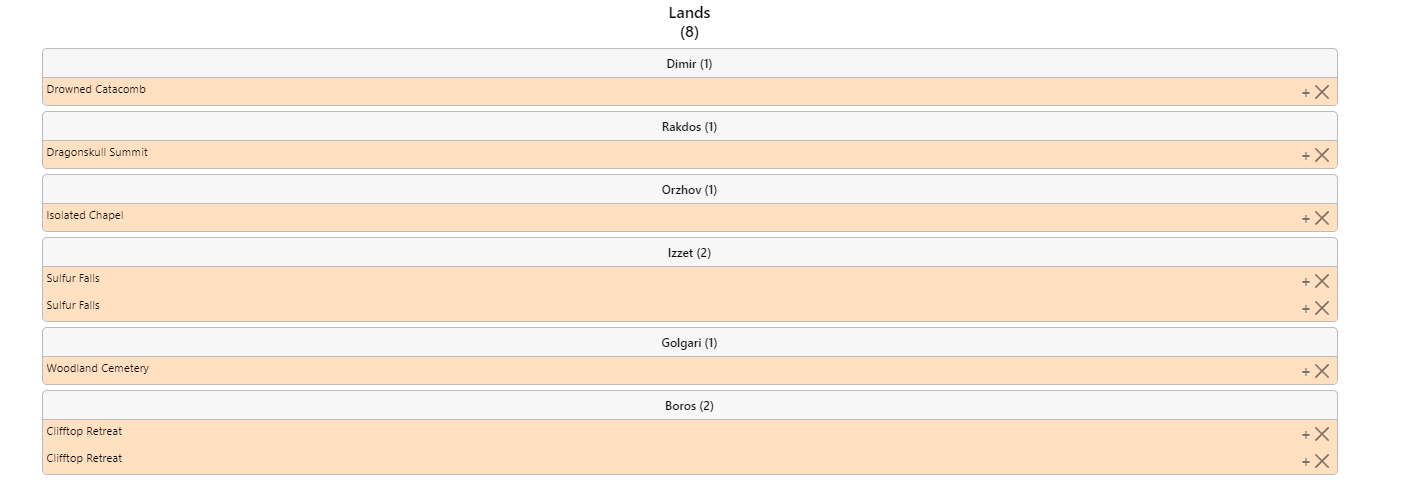 Lands
(8)
Dimir (1)
Drowned Catacomb
+
Rakdos (1)
Dragonskull Summit
+
Orzhov (1)
Isolated Chapel
+
Izzet (2)
Sulfur Falls
+
Sulfur Falls
+
Golgari (1)
Woodland Cemetery
+
Boros (2)
Clifftop Retreat
+
Clifftop Retreat
+